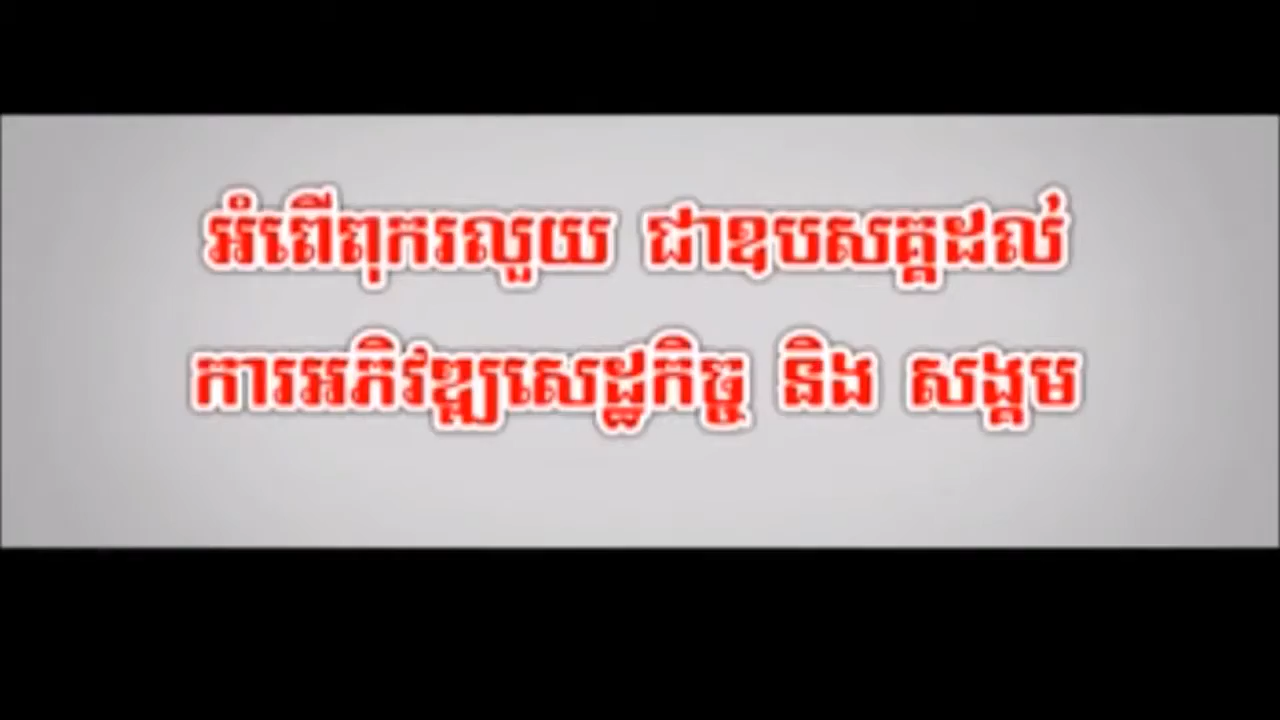 អំពើពុករលួយ ជាឧបសគ្គដល់
ការអភិវឌ្ឍសេដ្ឋកិច្ច និង សង្គម